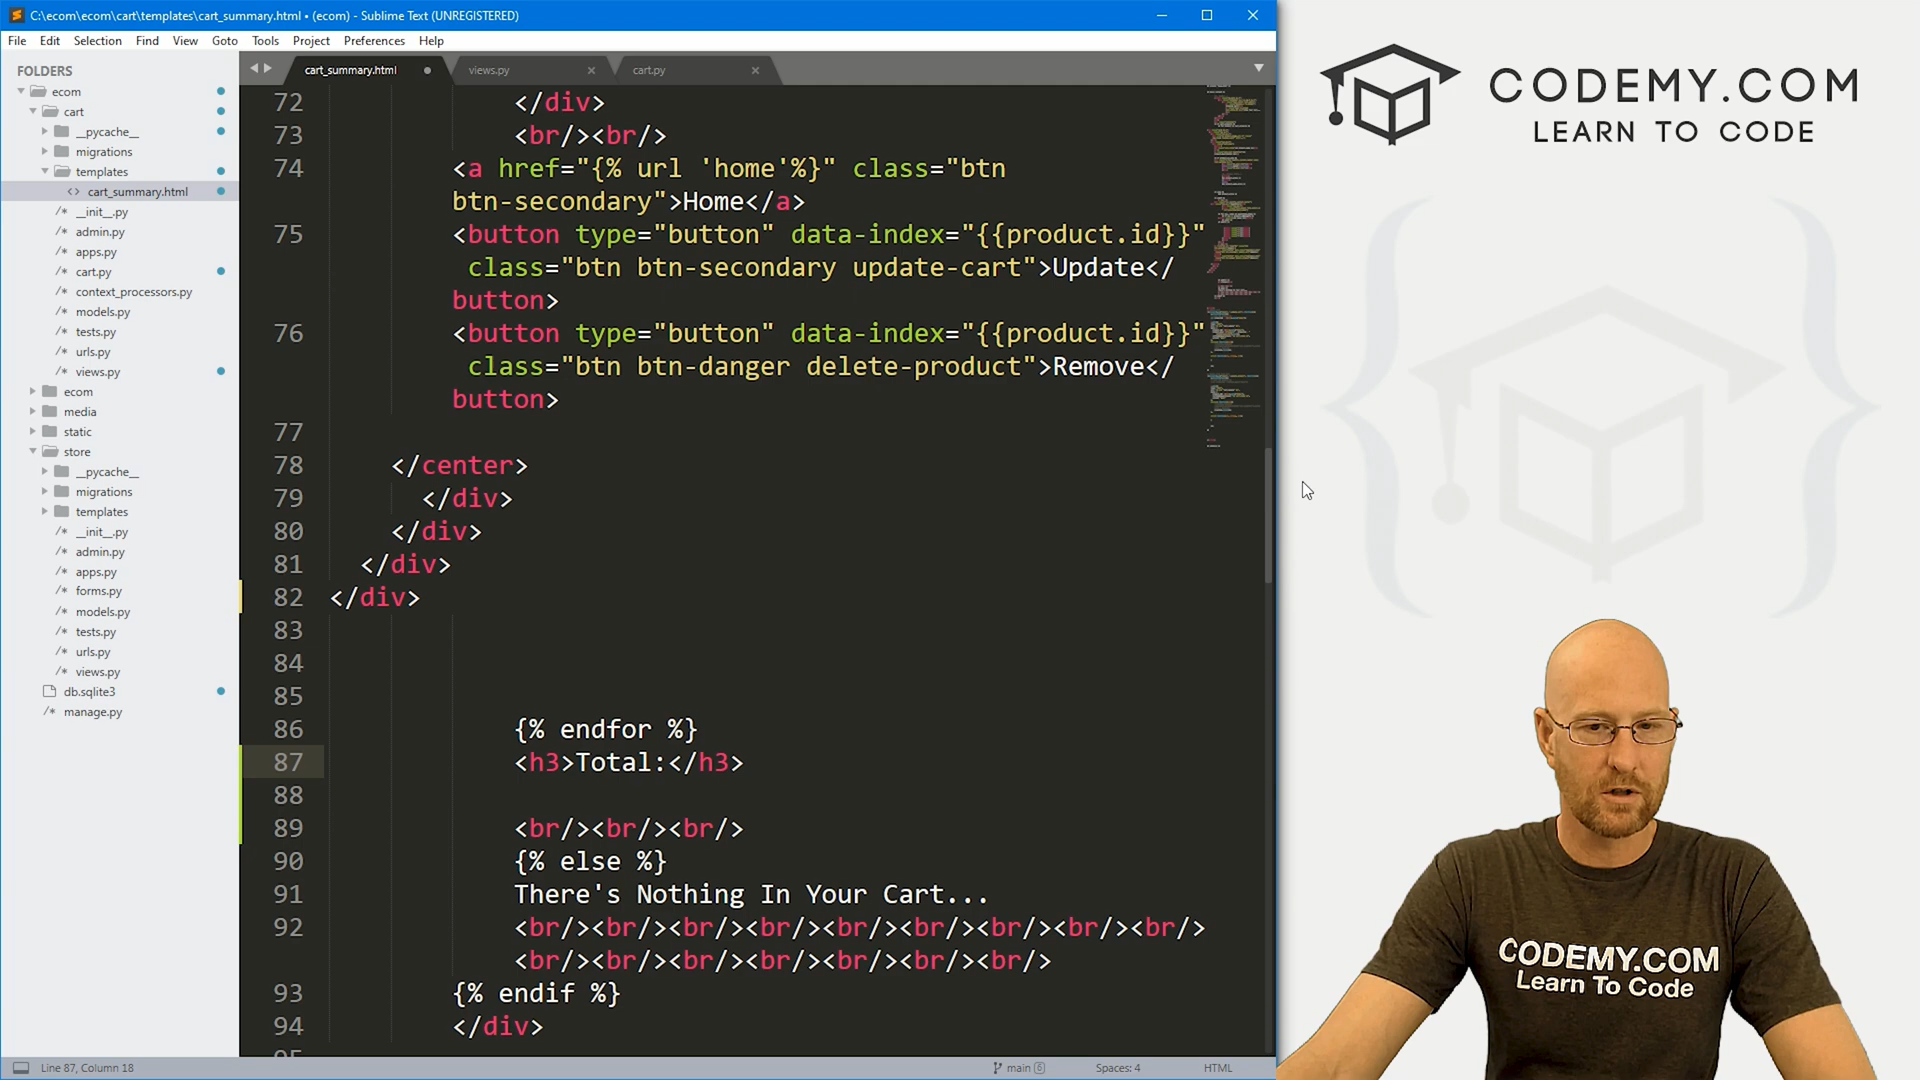 C:\ecom\ecom\cart\templates\cart_summary.html • (ecom) - Sublime Text (UNREGISTERED)
File Edit Selection Find View Goto Tools Project Preferences Help
FOLDERS
ecom
cart
__pycache__
migrations
templates
<> cart_summary.html
/* __init__.py
/* admin.py
/* apps.py
/* cart.py
/* context_processors.py
/* models.py
/* tests.py
/* urls.py
/* views.py
ecom
media
static
store
__pycache__
migrations
templates
/* __init__.py
/* admin.py
/* apps.py
/* forms.py
/* models.py
/* tests.py
/* urls.py
/* views.py
db.sqlite3
/* manage.py
cart_summary.html views.py cart.py
72 </div>
73 <br/><br/>
74 <a href="{% url 'home'%}" class="btn
btn-secondary">Home</a>
75 <button type="button" data-index="{{product.id}}"
class="btn btn-secondary update-cart">Update</
button>
76 <button type="button" data-index="{{product.id}}"
class="btn btn-danger delete-product">Remove</
button>
77
78 </center>
79 </div>
80 </div>
81 </div>
82 </div>
83
84
85
86 {% endfor %}
87 <h3>Total:</h3>
88
89 <br/><br/><br/>
90 {% else %}
91 There's Nothing In Your Cart...
92 <br/><br/><br/><br/><br/><br/><br/><br/><br/>
<br/><br/><br/><br/><br/><br/><br/>
93 {% endif %}
94 </div>
Line 87, Column 18 main 6 Spaces: 4 HTML
CODEMY.COM
LEARN TO CODE
CODEMY.COM
Learn To Code